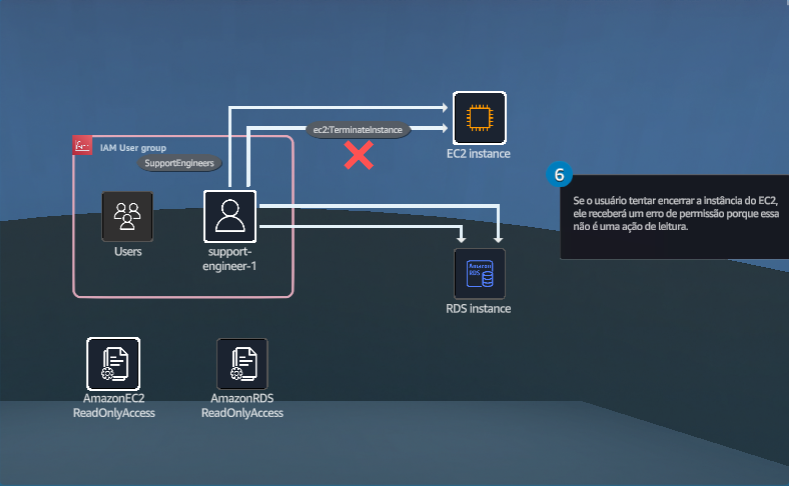 ec2:TerminateInstance
EC2 instance
IAM User group
SupportEngineers
6
Se o usuário tentar encerrar a instância do EC2,
ele receberá um erro de permissão porque essa
não é uma ação de leitura.
Users
support-
engineer-1
Amazon
RDS
RDS instance
AmazonEC2
ReadOnlyAccess
AmazonRDS
ReadOnlyAccess